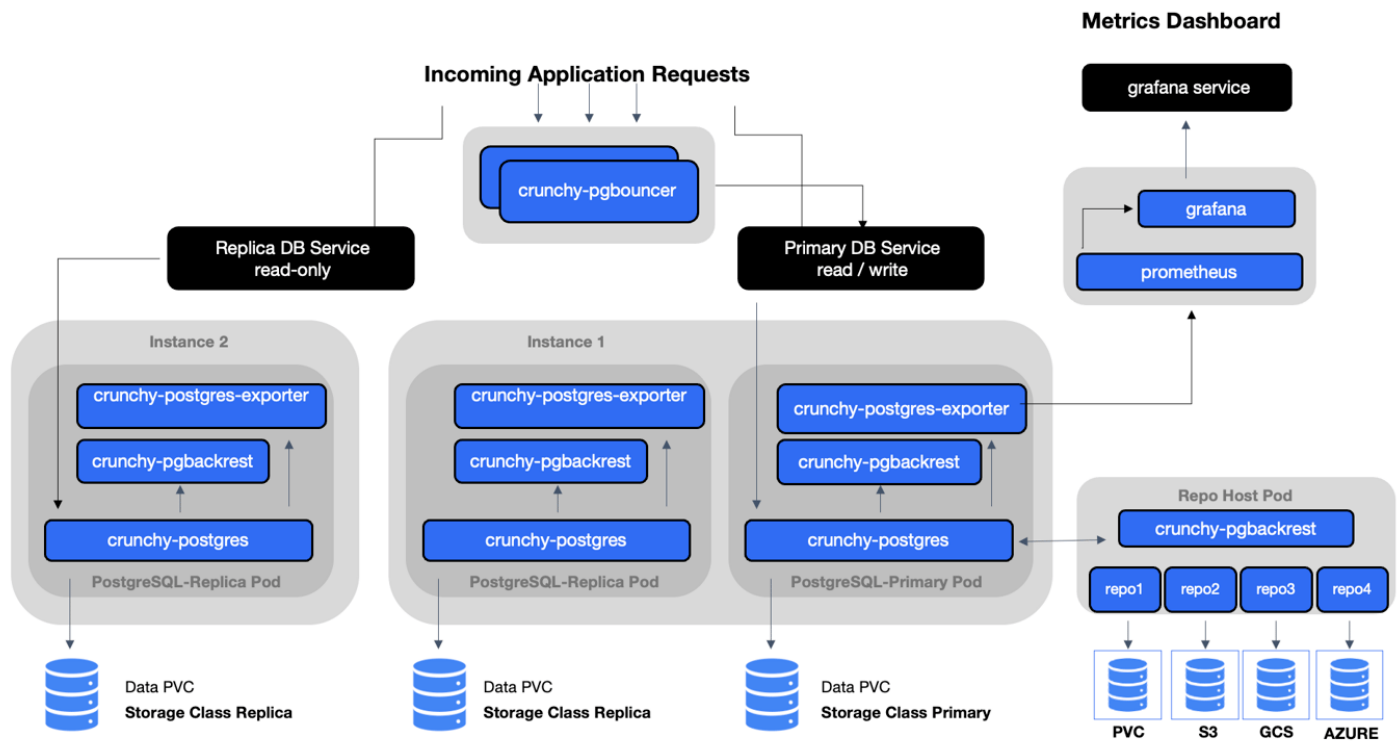 Metrics Dashboard
Incoming Application Requests
grafana service
crunchy-pgbouncer
grafana
prometheus
Replica DB Service
read-only
Primary DB Service
read / write
Instance 2
crunchy-postgres-exporter
crunchy-pgbackrest
crunchy-postgres
PostgreSQL-Replica Pod
Data PVC
Storage Class Replica
Instance 1
crunchy-postgres-exporter
crunchy-pgbackrest
crunchy-postgres
PostgreSQL-Replica Pod
Data PVC
Storage Class Replica
crunchy-postgres-exporter
crunchy-pgbackrest
crunchy-postgres
PostgreSQL-Primary Pod
Data PVC
Storage Class Primary
Repo Host Pod
crunchy-pgbackrest
repo1
repo2
repo3
repo4
PVC
S3
GCS
AZURE